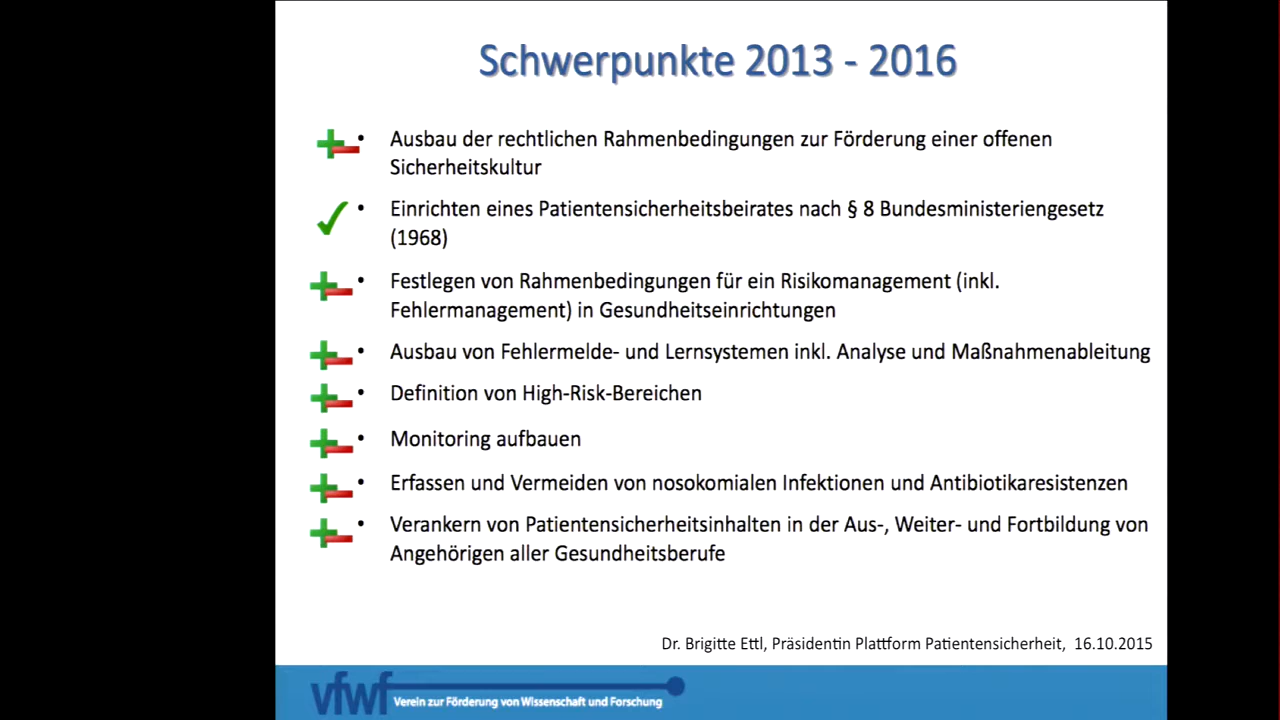 Schwerpunkte 2013 - 2016
• Ausbau der rechtlichen Rahmenbedingungen zur Förderung einer offenen
Sicherheitskultur
• Einrichten eines Patientensicherheitsbeirates nach § 8 Bundesministeriengesetz
(1968)
• Festlegen von Rahmenbedingungen für ein Risikomanagement (inkl.
Fehlermanagement) in Gesundheitseinrichtungen
• Ausbau von Fehlermelde- und Lernsystemen inkl. Analyse und Maßnahmenableitung
• Definition von High-Risk-Bereichen
• Monitoring aufbauen
• Erfassen und Vermeiden von nosokomialen Infektionen und Antibiotikaresistenzen
• Verankern von Patientensicherheitsinhalten in der Aus-, Weiter- und Fortbildung von
Angehörigen aller Gesundheitsberufe
Dr. Brigitte Ettl, Präsidentin Plattform Patientensicherheit, 16.10.2015
vfwf Verein zur Förderung von Wissenschaft und Forschung